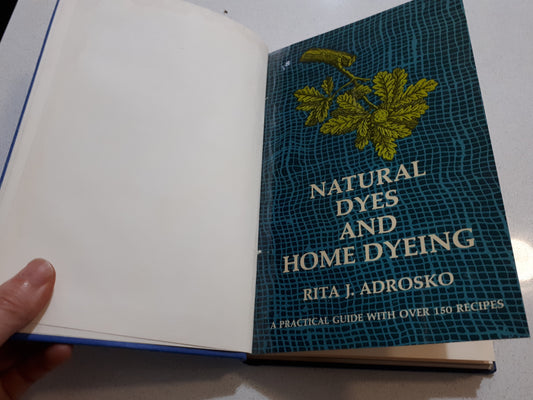 NATURAL
DYES
AND
HOME DYEING
RITA J. ADROSKO
A PRACTICAL GUIDE WITH OVER 150 RECIPES